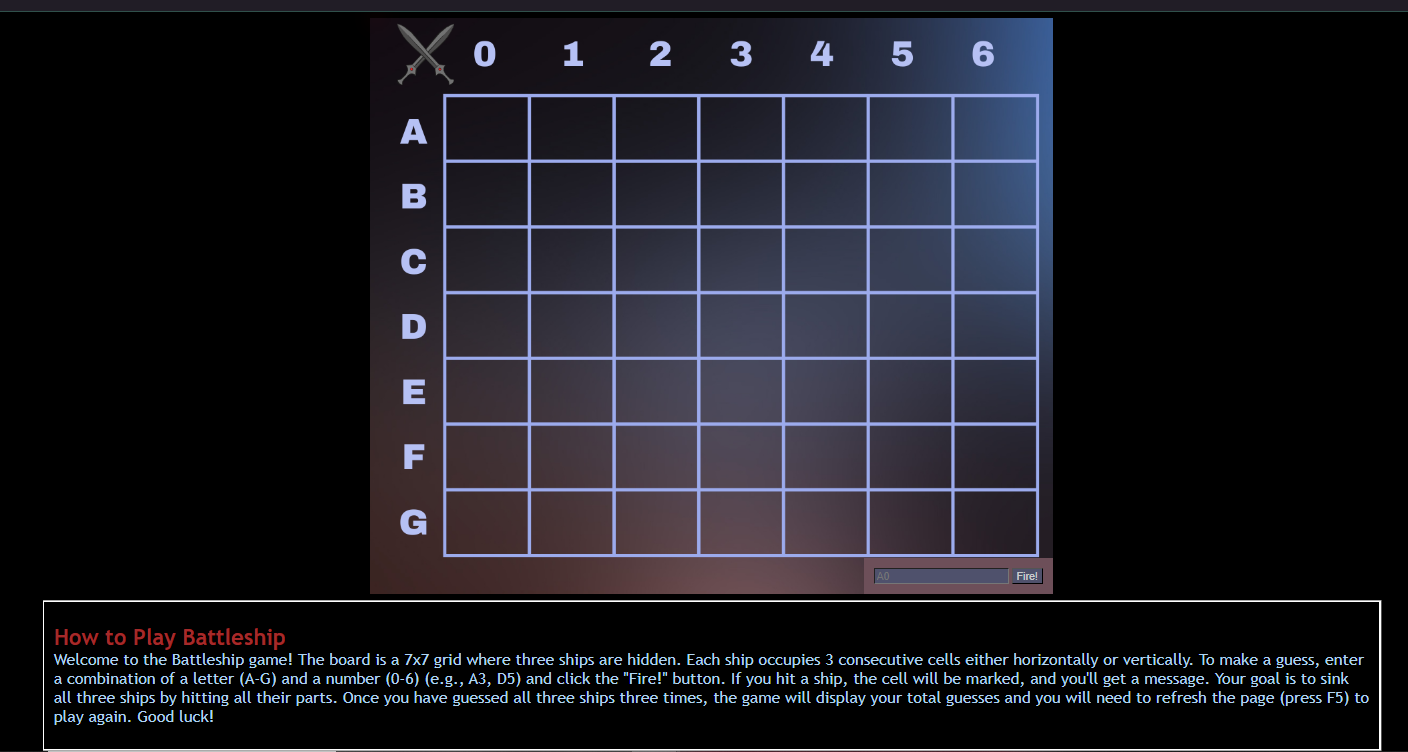 0 1 2 3 4 5 6
A
B
C
D
E
F
G
A0 Fire!
How to Play Battleship
Welcome to the Battleship game! The board is a 7x7 grid where three ships are hidden. Each ship occupies 3 consecutive cells either horizontally or vertically. To make a guess, enter
a combination of a letter (A-G) and a number (0-6) (e.g., A3, D5) and click the "Fire!" button. If you hit a ship, the cell will be marked, and you'll get a message. Your goal is to sink
all three ships by hitting all their parts. Once you have guessed all three ships three times, the game will display your total guesses and you will need to refresh the page (press F5) to
play again. Good luck!